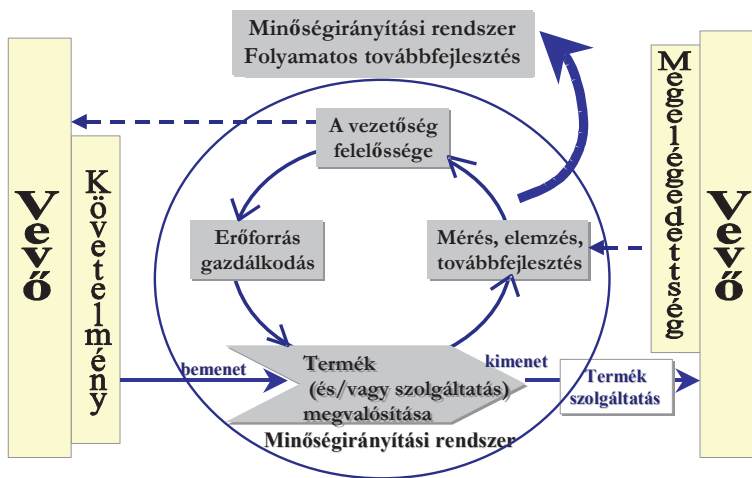 Minőségirányítási rendszer
Folyamatos továbbfejlesztés
Vevő
Követelmény
A vezetőség
felelőssége
Erőforrás
gazdálkodás
Mérés, elemzés,
továbbfejlesztés
Megelégedettség
Vevő
bemenet
Termék
(és/vagy szolgáltatás)
megvalósítása
kimenet
Termék
szolgáltatás
Minőségirányítási rendszer